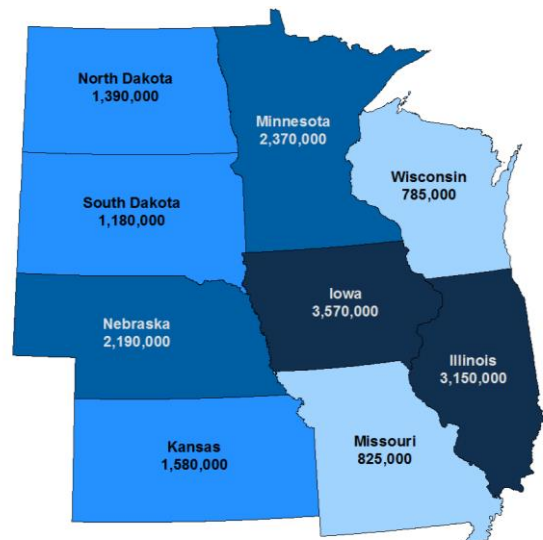 North Dakota
1,390,000
Minnesota
2,370,000
Wisconsin
785,000
South Dakota
1,180,000
Iowa
3,570,000
Nebraska
2,190,000
Illinois
3,150,000
Kansas
1,580,000
Missouri
825,000